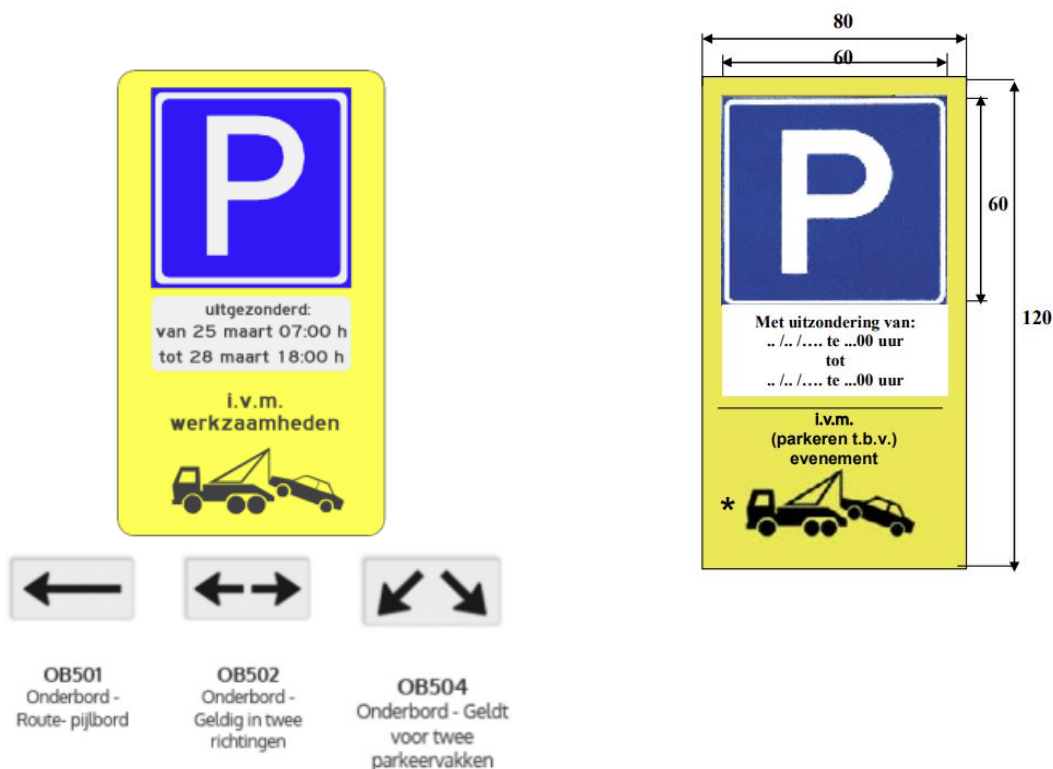 P
uitgezonderd:
van 25 maart 07:00 h
tot 28 maart 18:00 h
i.v.m.
werkzaamheden
OB501
Onderbord -
Route- pijlbord
OB502
Onderbord -
Geldig in twee
richtingen
OB504
Onderbord - Geldt
voor twee
parkeervakken
80
60
P
60
120
Met uitzondering van:
.. /.. /.... te ...00 uur
tot
.. /.. /.... te ...00 uur
i.v.m.
(parkeren t.b.v.)
evenement
*